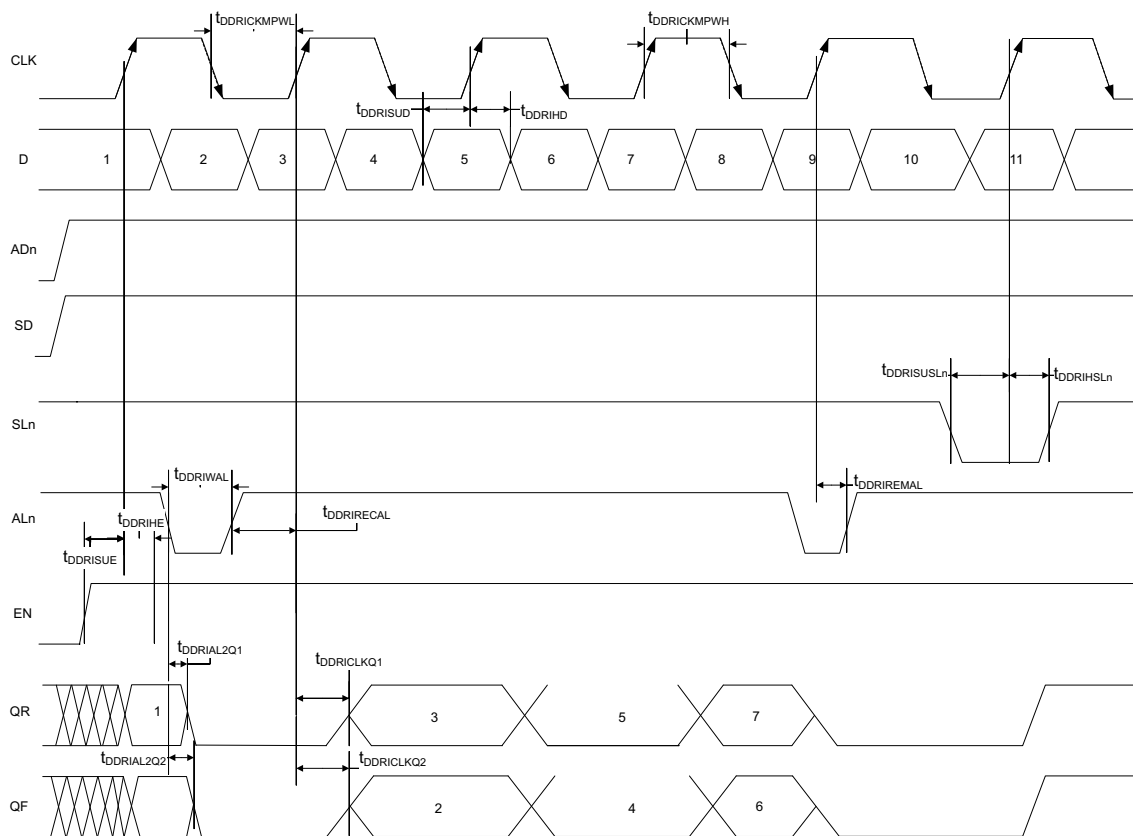 tDDRICKMPWL
tDDRICKMPWH
CLK
tDDRISUD
tDDRIHD
D
1
2
3
4
5
6
7
8
9
10
11
ADn
SD
tDDRISUSLn
tDDRIHSLn
SLn
tDDRIWAL
tDDRIREMAL
ALn
tDDRIHE
tDDRIRECAL
tDDRISUE
EN
tDDRIAL2Q1
tDDRICLKQ1
QR
1
3
5
7
tDDRIAL2Q2
tDDRICLKQ2
QF
2
4
6